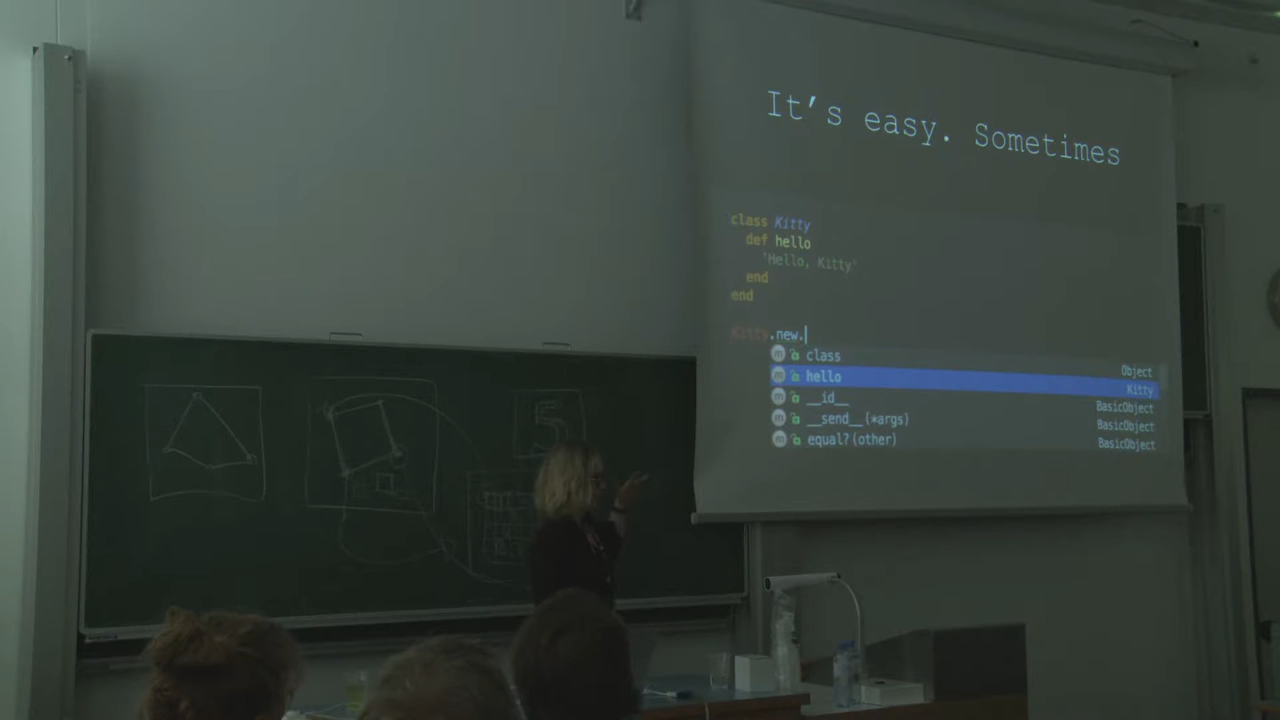 It's easy. Sometimes
class Kitty
def hello
'Hello, Kitty'
end
end
Kitty.new.
m class Object
m hello Kitty
m __id__ BasicObject
m __send__(*args) BasicObject
m equal?(other) BasicObject
5